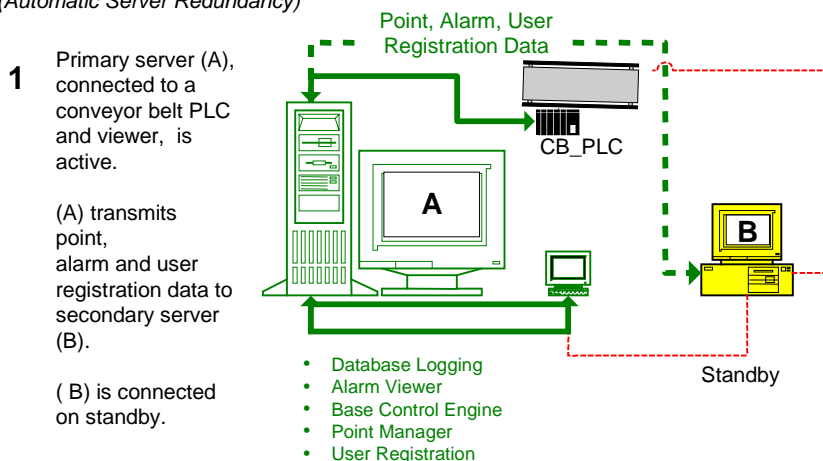 (Automatic Server Redundancy)
1
Primary server (A),
connected to a
conveyor belt PLC
and viewer, is
active.
(A) transmits
point,
alarm and user
registration data to
secondary server
(B).
( B) is connected
on standby.
Point, Alarm, User
Registration Data
CB_PLC
A
B
Standby
• Database Logging
• Alarm Viewer
• Base Control Engine
• Point Manager
• User Registration